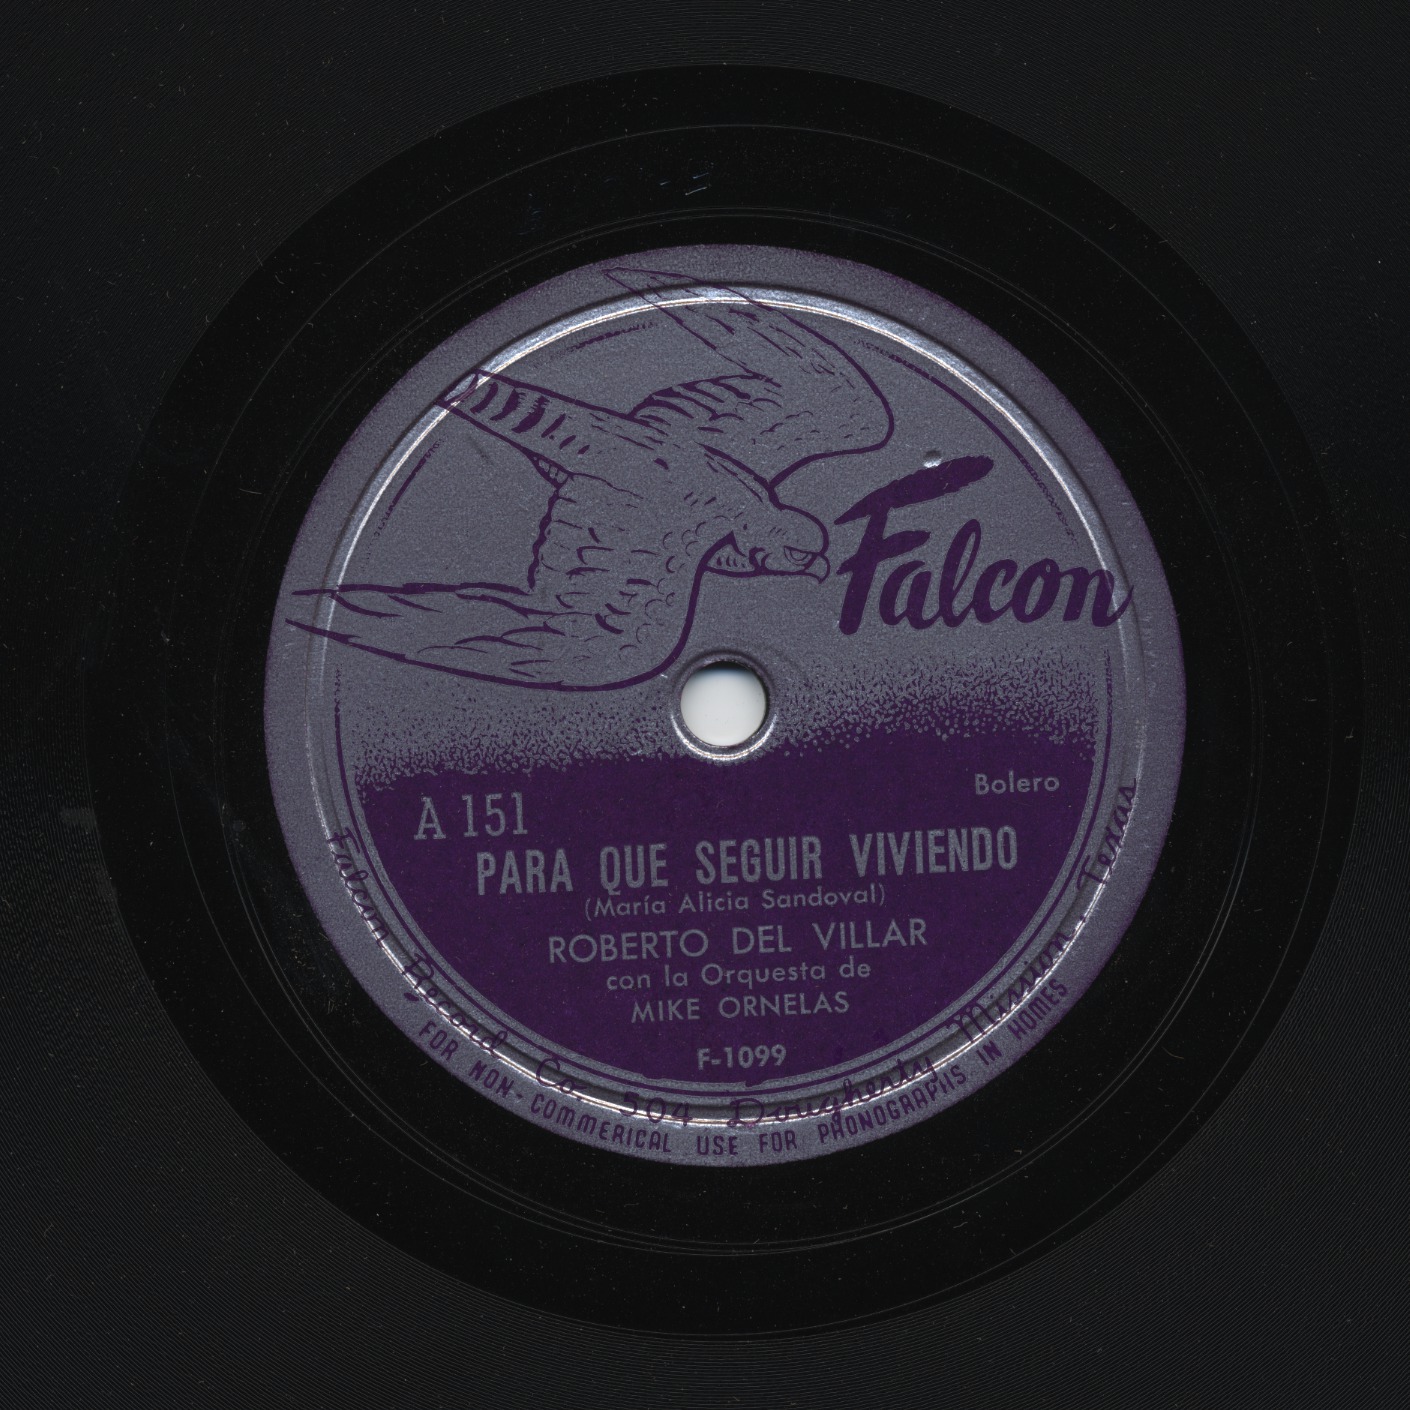 Falcon
Bolero
A 151
PARA QUE SEGUIR VIVIENDO
(María Alicia Sandoval)
ROBERTO DEL VILLAR
con la Orquesta de
MIKE ORNELAS
F-1099
Falcon Record Co. 504 Dougherty Mission, Texas
FOR NON-COMMERICAL USE FOR PHONOGRAPHS IN HOMES